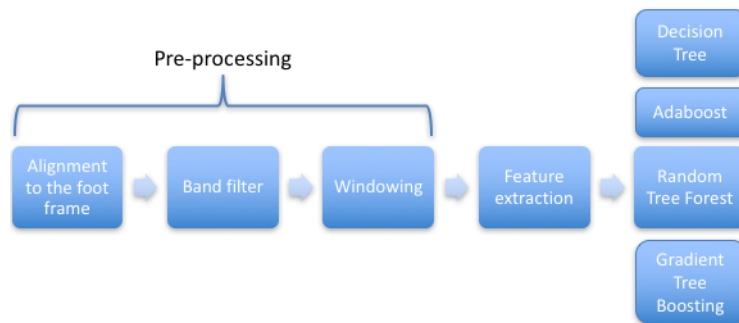 Pre-processing
Alignment
to the foot
frame
Band filter
Windowing
Feature
extraction
Decision
Tree
Adaboost
Random
Tree Forest
Gradient
Tree
Boosting